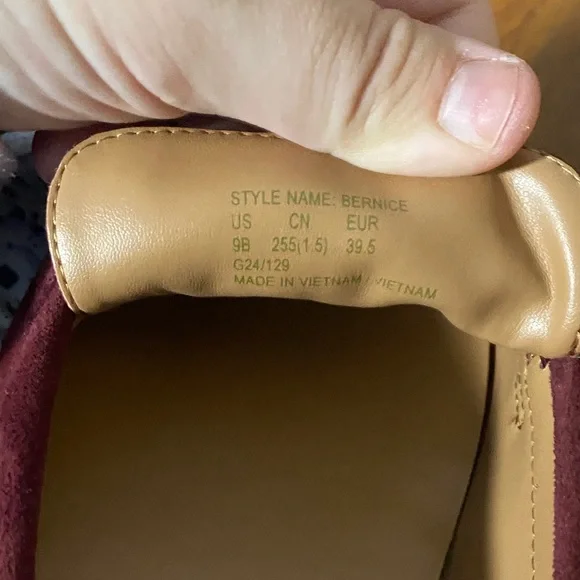 STYLE NAME: BERNICE
US CN EUR
9B 255(1.5) 39.5
G24/129
MADE IN VIETNAM / VIETNAM